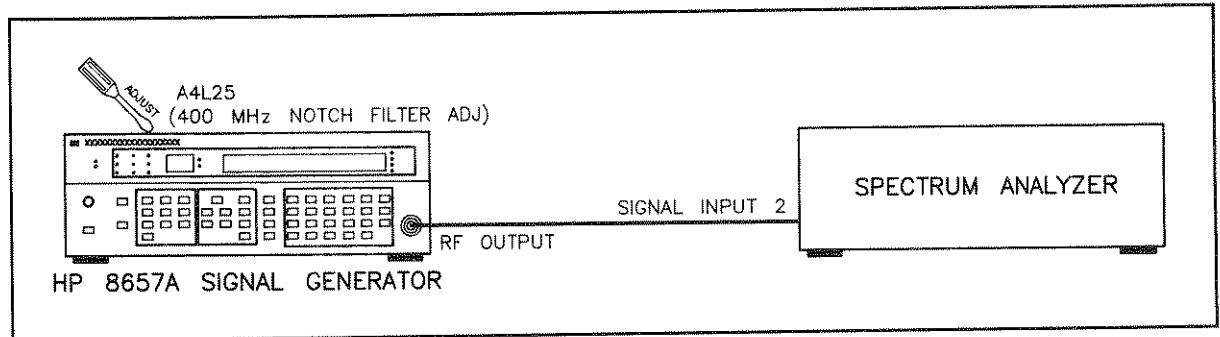 ADJUST
A4L25
(400 MHz NOTCH FILTER ADJ)
SPECTRUM ANALYZER
SIGNAL INPUT 2
RF OUTPUT
HP 8657A SIGNAL GENERATOR